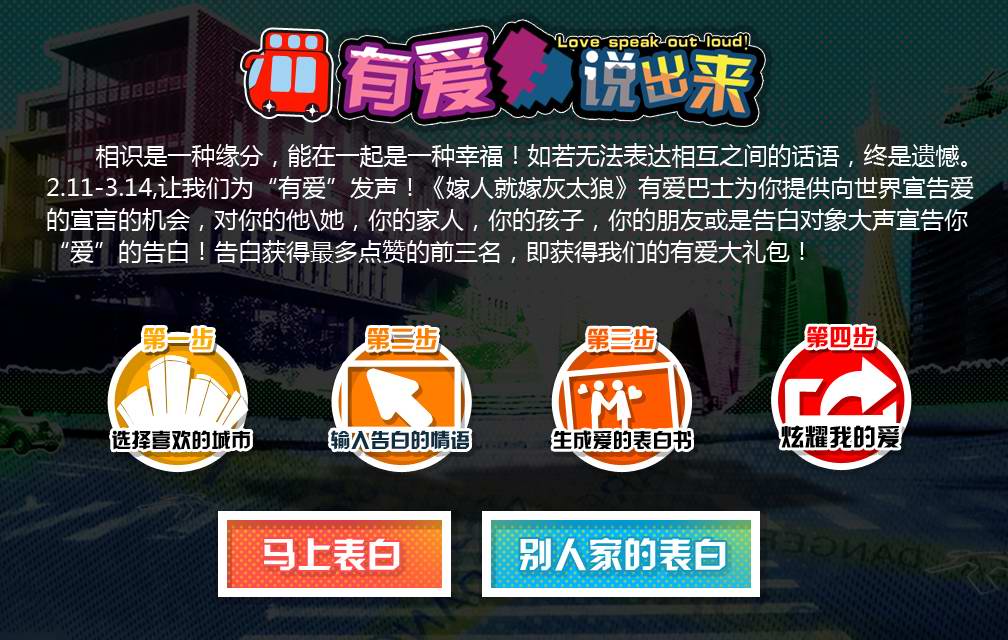 Love speak out loud!
有爱说出来
相识是一种缘分，能在一起是一种幸福！如若无法表达相互之间的话语，终是遗憾。
2.11-3.14,让我们为“有爱”发声！《嫁人就嫁灰太狼》有爱巴士为你提供向世界宣告爱
的宣言的机会，对你的他\她，你的家人，你的孩子，你的朋友或是告白对象大声宣告你
“爱”的告白！告白获得最多点赞的前三名，即获得我们的有爱大礼包！
第一步
选择喜欢的城市
第二步
输入告白的情语
第三步
生成爱的表白书
第四步
炫耀我的爱
DANGER
马上表白
别人家的表白